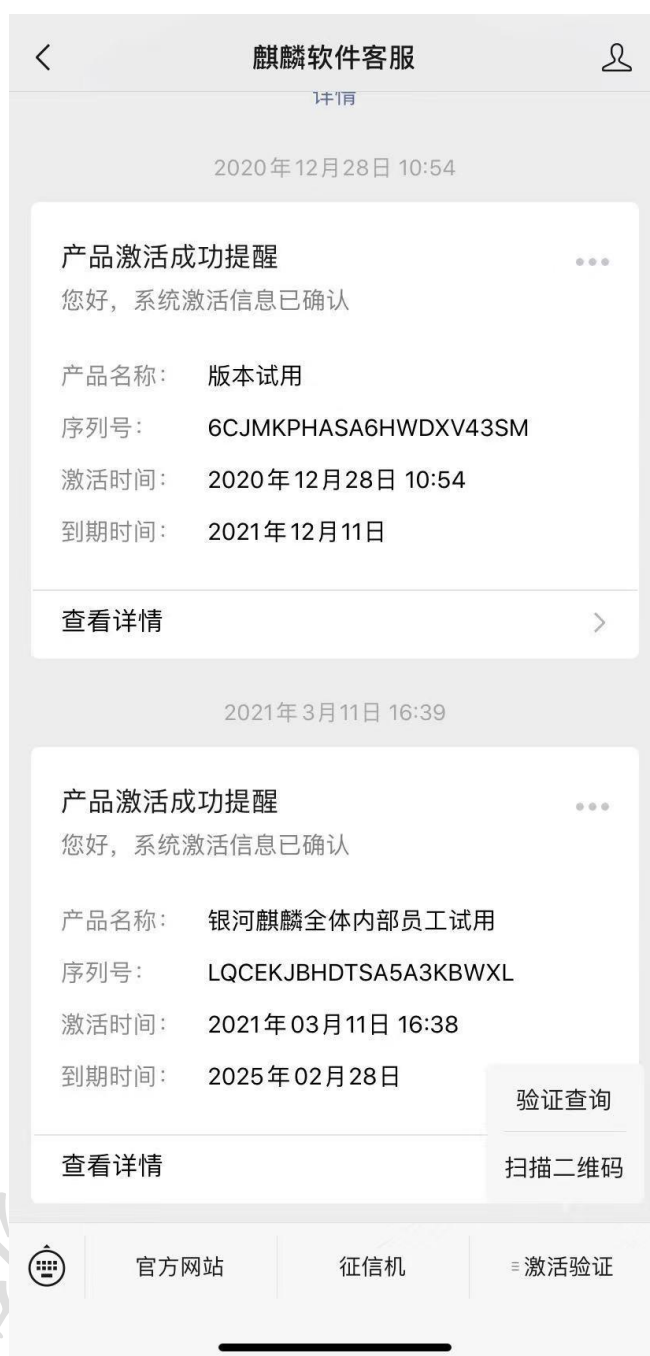 麒麟软件客服
详情
2020年12月28日 10:54
产品激活成功提醒
您好，系统激活信息已确认
产品名称： 版本试用
序列号： 6CJMKPHASA6HWDXV43SM
激活时间： 2020年12月28日 10:54
到期时间： 2021年12月11日
查看详情
2021年3月11日 16:39
产品激活成功提醒
您好，系统激活信息已确认
产品名称： 银河麒麟全体内部员工试用
序列号： LQCEKJBHDTSA5A3KBWXL
激活时间： 2021年03月11日 16:38
到期时间： 2025年02月28日
验证查询
查看详情
扫描二维码
官方网站 征信机 激活验证